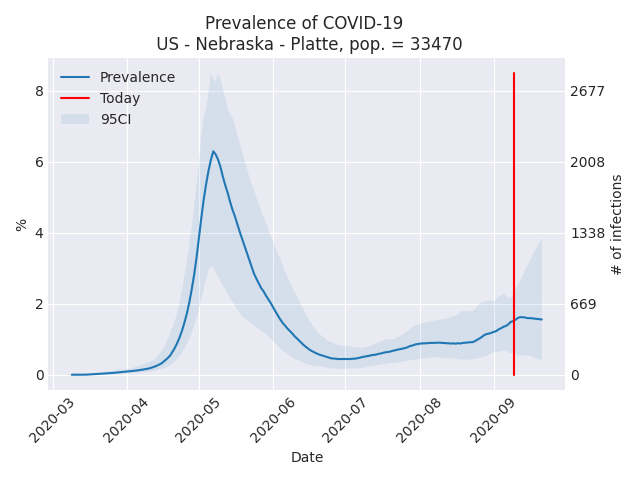 Prevalence of COVID-19
US - Nebraska - Platte, pop. = 33470
Prevalence
Today
95CI
8
6
4
2
0
%
2677
2008
1338
669
0
# of infections
2020-03
2020-04
2020-05
2020-06
2020-07
2020-08
2020-09
Date